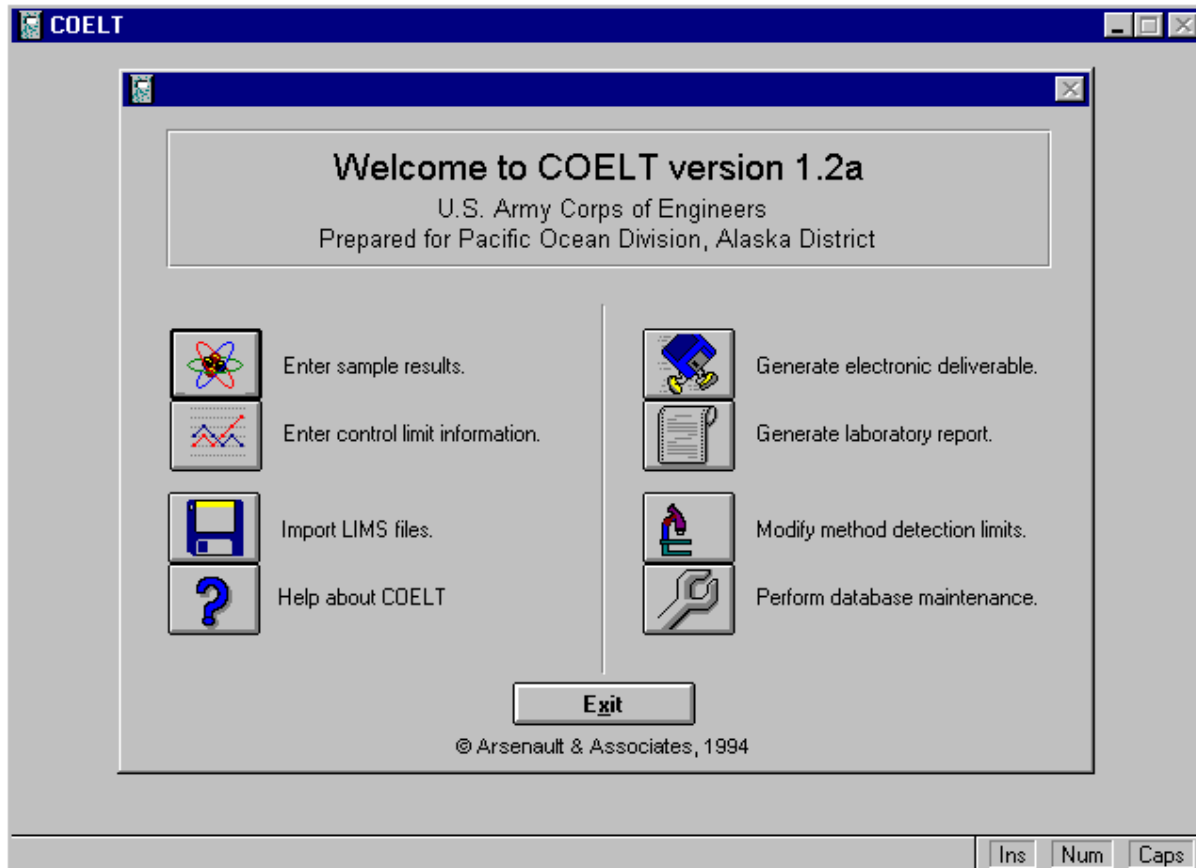 COELT
Welcome to COELT version 1.2a
U.S. Army Corps of Engineers
Prepared for Pacific Ocean Division, Alaska District
Enter sample results.
Enter control limit information.
Import LIMS files.
Help about COELT
Generate electronic deliverable.
Generate laboratory report.
Modify method detection limits.
Perform database maintenance.
Exit
© Arsenault & Associates, 1994
Ins Num Caps